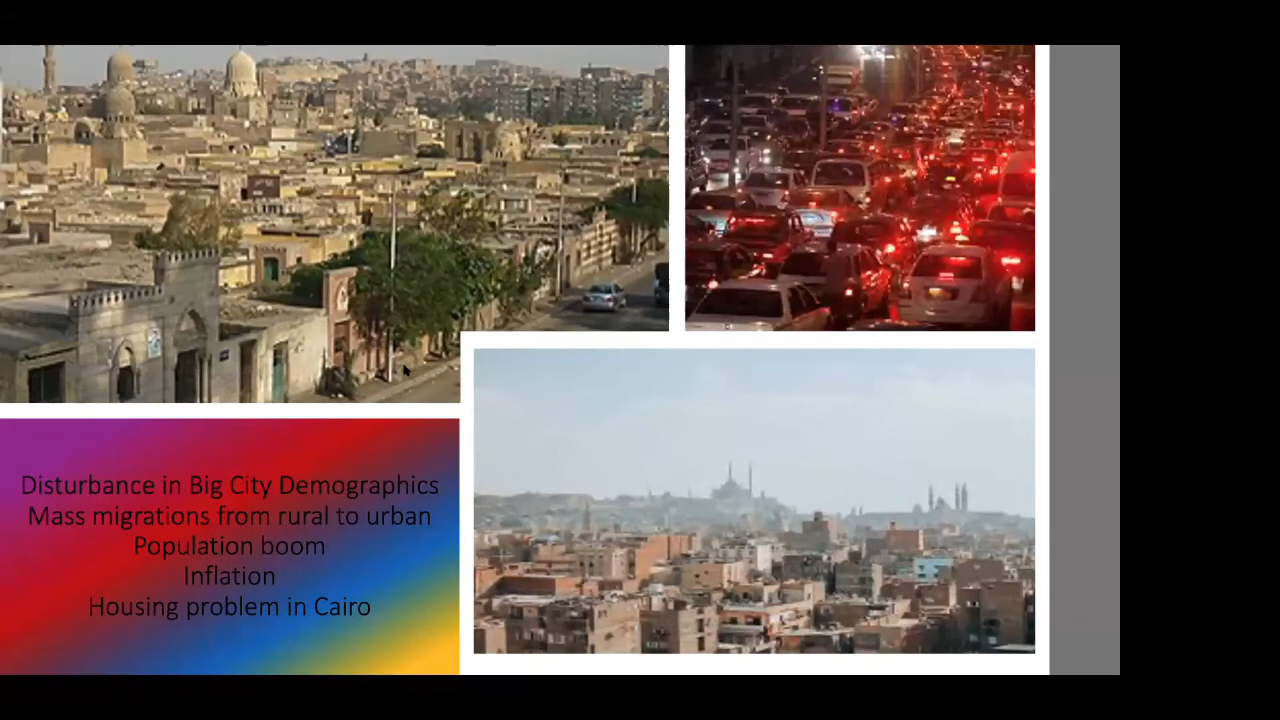 Disturbance in Big City Demographics
Mass migrations from rural to urban
Population boom
Inflation
Housing problem in Cairo